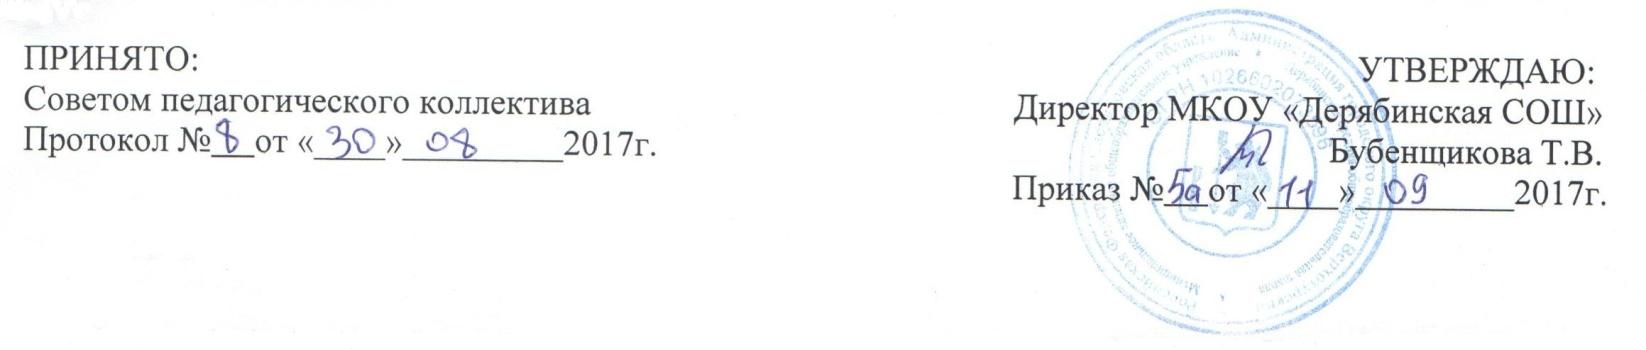 ПРИНЯТО:
Советом педагогического коллектива
Протокол №8 от «30» 08 2017г.
УТВЕРЖДАЮ:
Директор МКОУ «Дерябинская СОШ»
Бубенщикова Т.В.
Приказ №5а от «11» 09 2017г.